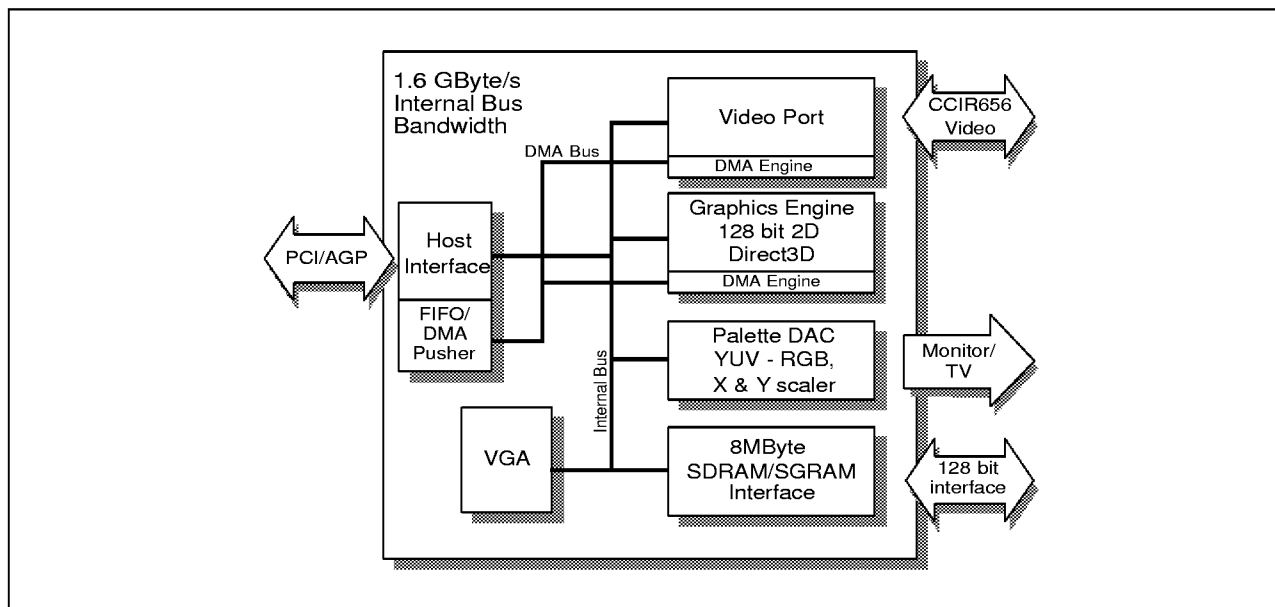 1.6 GByte/s
Internal Bus
Bandwidth
DMA Bus
Video Port
DMA Engine
CCIR656
Video
Graphics Engine
128 bit 2D
Direct3D
DMA Engine
PCI/AGP
Host
Interface
FIFO/
DMA
Pusher
Internal Bus
Palette DAC
YUV - RGB,
X & Y scaler
Monitor/
TV
VGA
8MByte
SDRAM/SGRAM
Interface
128 bit
interface